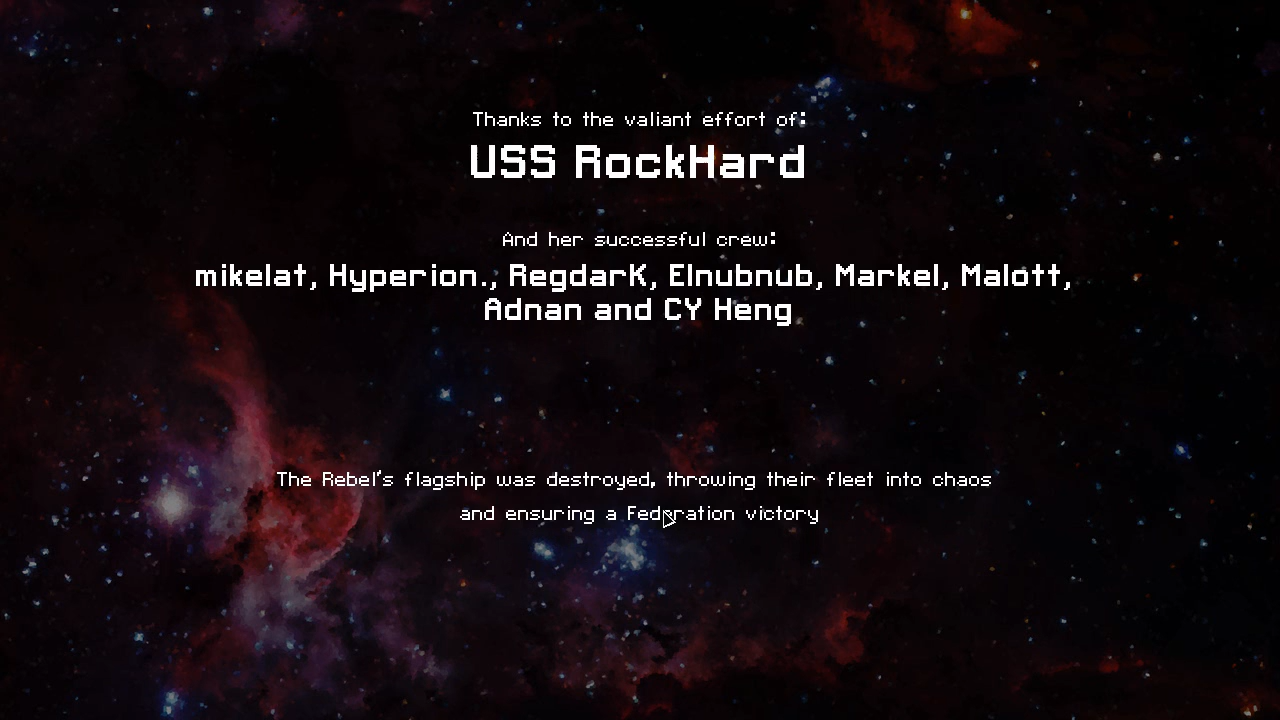 Thanks to the valiant effort of:
USS RockHard
And her successful crew:
mikelat, Hyperion., RegdarK, Elnubnub, Markel, Malott,
Adnan and CY Heng
The Rebel's flagship was destroyed, throwing their fleet into chaos
and ensuring a Federation victory